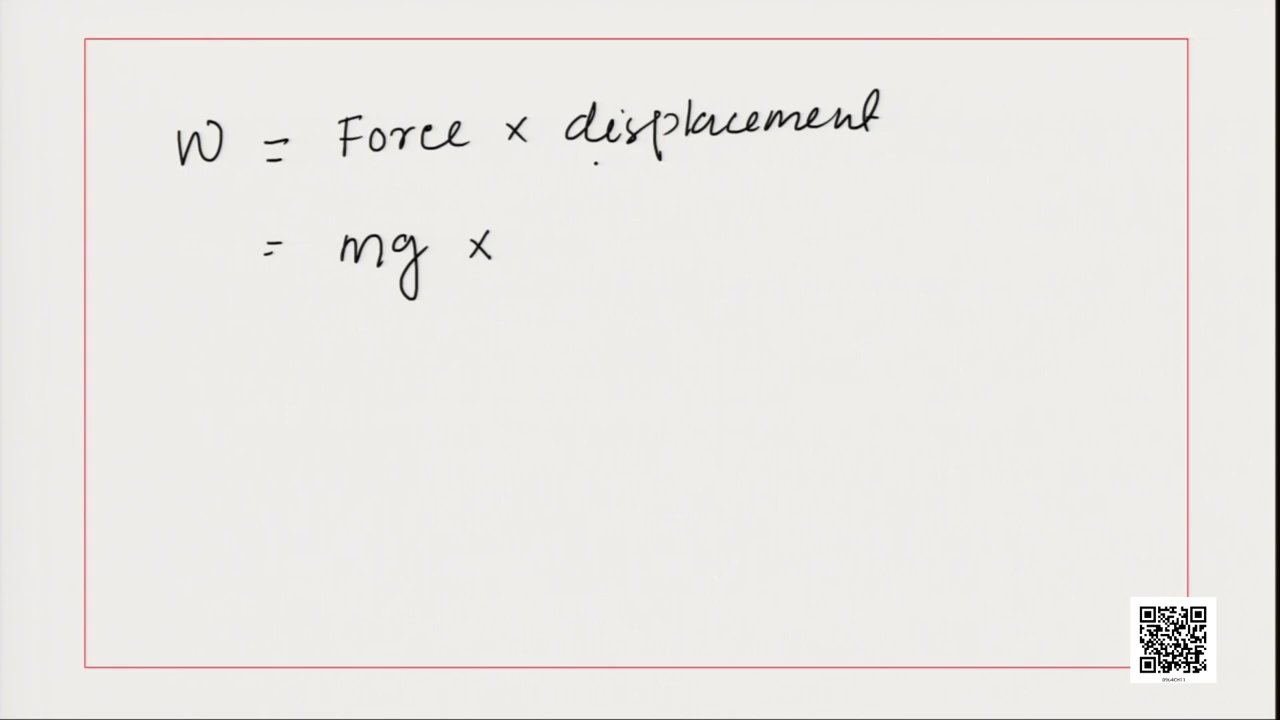 W = Force × displacement
= mg ×